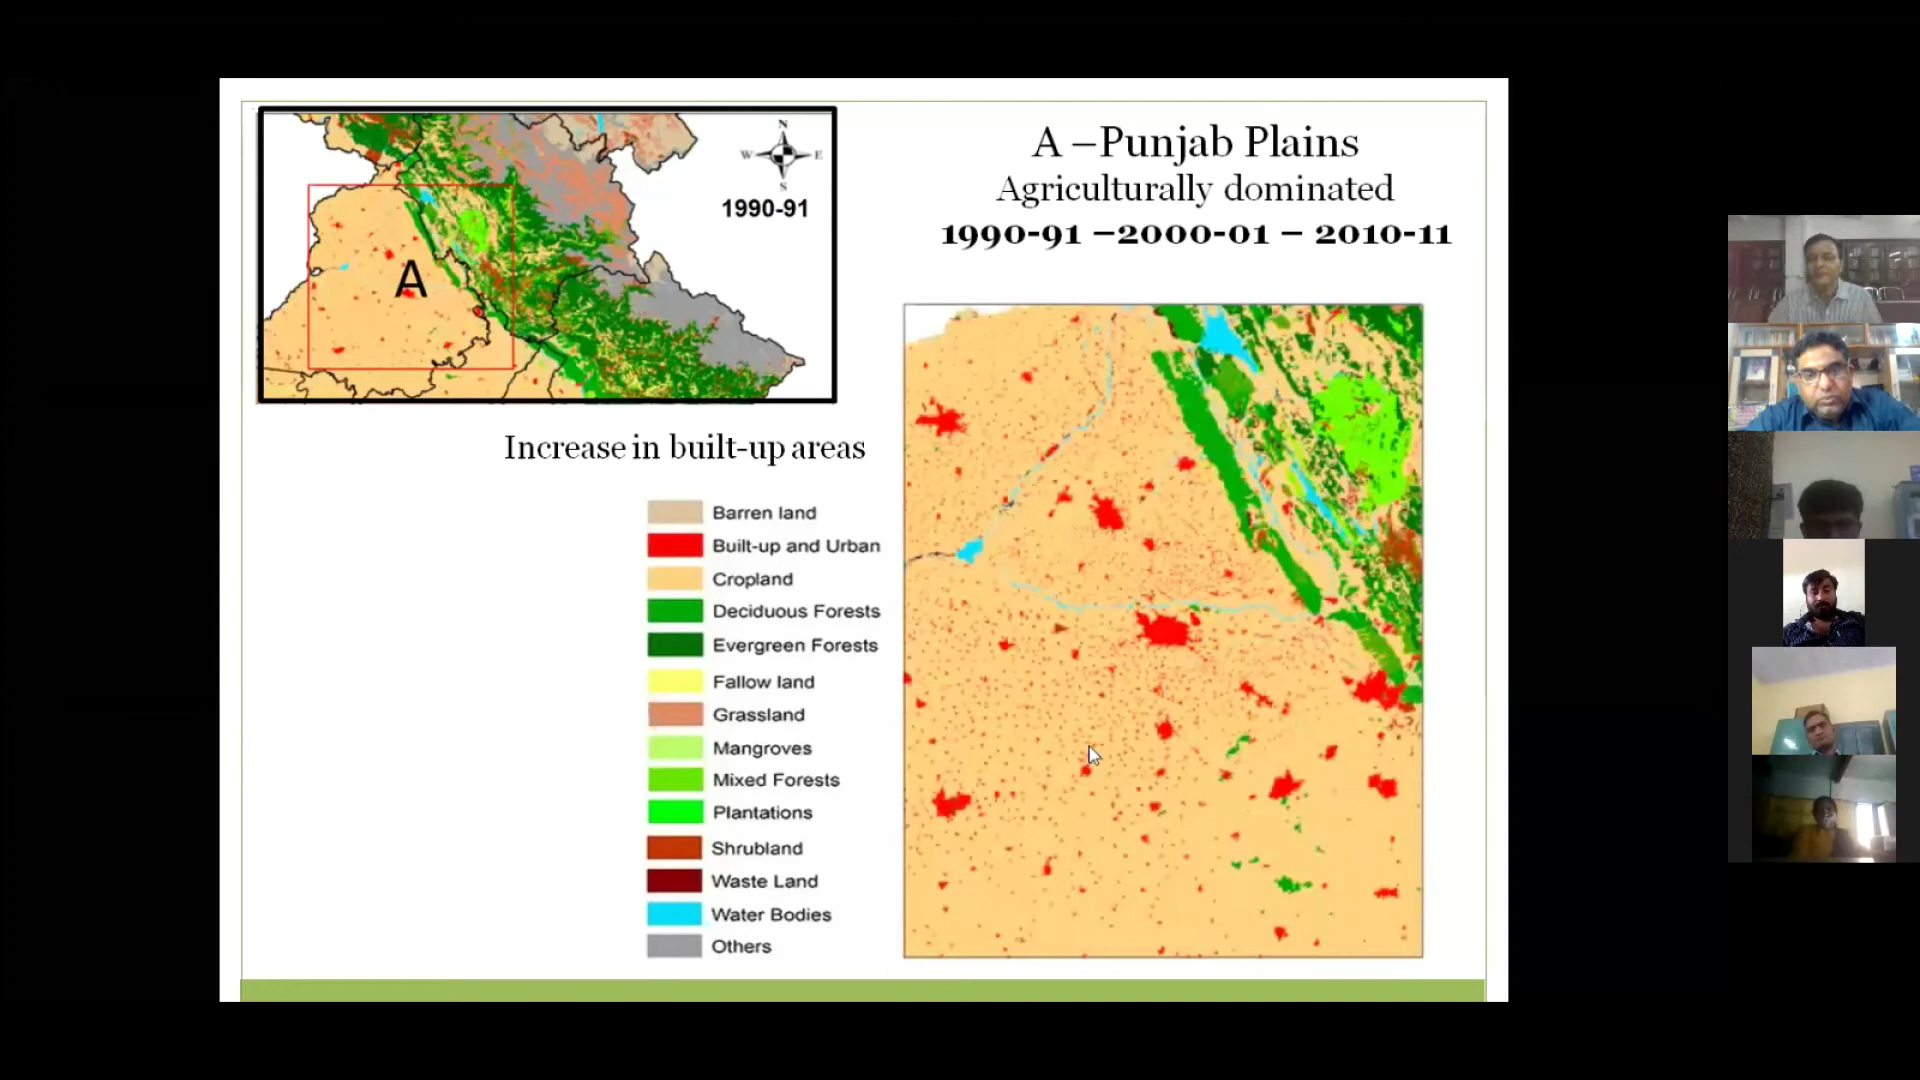 N
W E
S
1990-91
A
A –Punjab Plains
Agriculturally dominated
1990-91 –2000-01 – 2010-11
Increase in built-up areas
Barren land
Built-up and Urban
Cropland
Deciduous Forests
Evergreen Forests
Fallow land
Grassland
Mangroves
Mixed Forests
Plantations
Shrubland
Waste Land
Water Bodies
Others